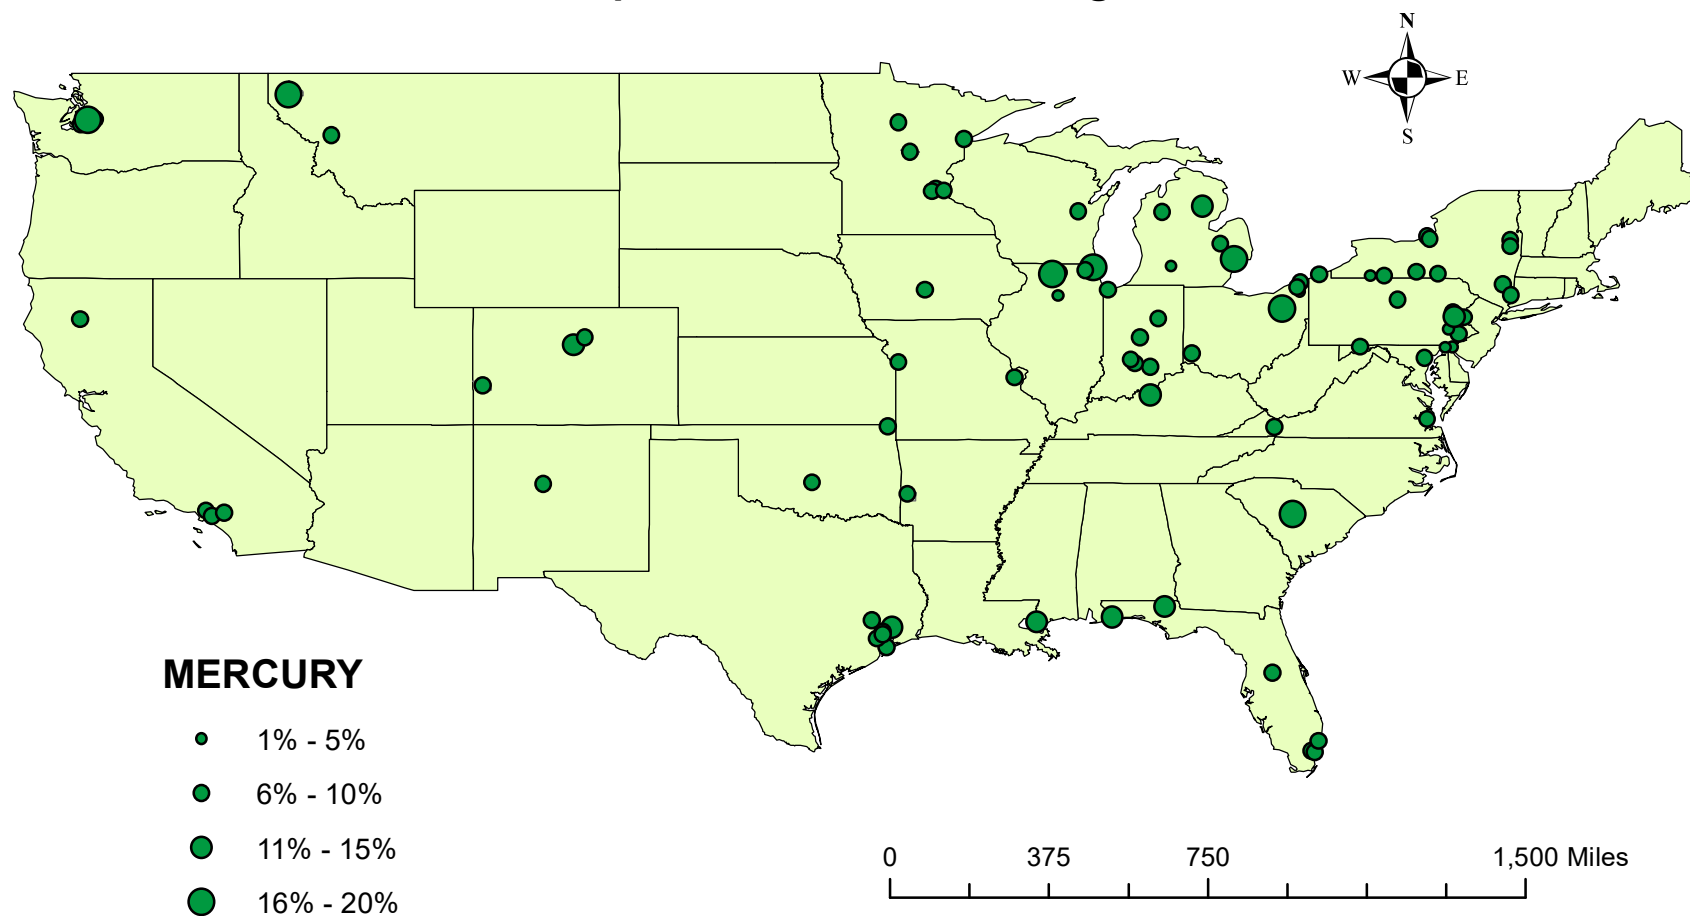 N
W E
S
MERCURY
1% - 5%
6% - 10%
11% - 15%
16% - 20%
0 375 750 1,500 Miles